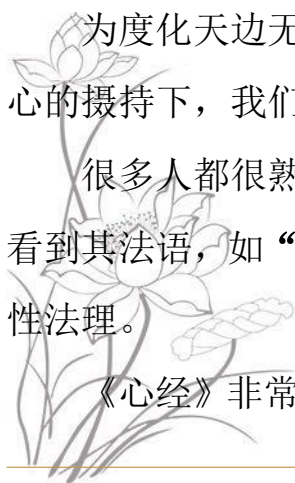 为度化天边无
心的摄持下，我们
很多人都很熟
看到其法语，如“
性法理。
《心经》非常